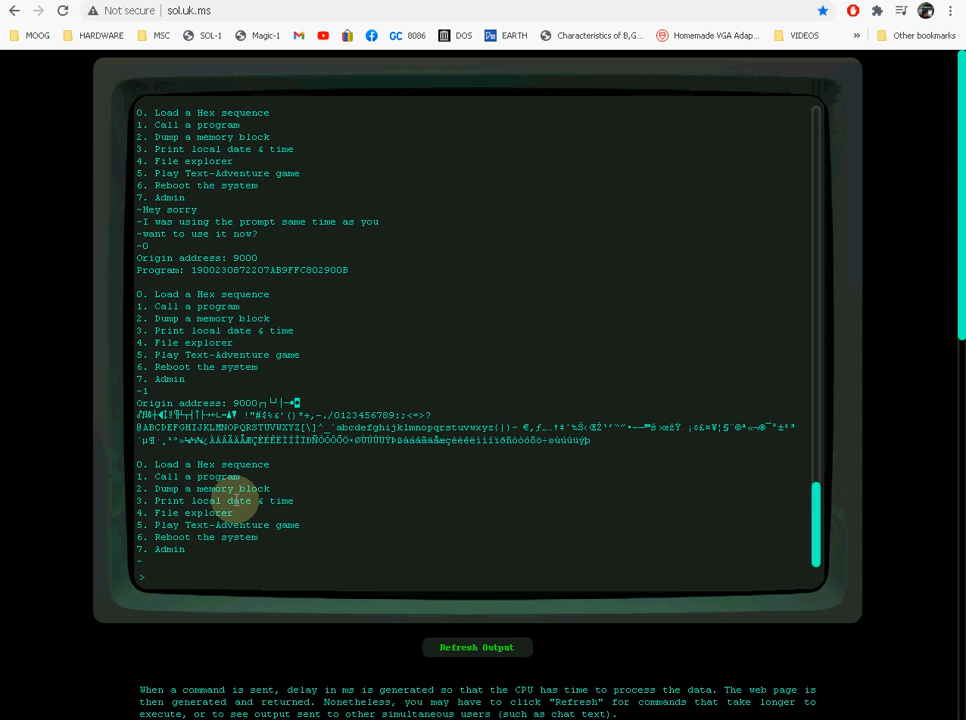 Not secure | sol.uk.ms
MOOG HARDWARE MSC SOL-1 Magic-1 GC 8086 DOS Dm EARTH Characteristics of B,G... Homemade VGA Adap... VIDEOS » Other bookmarks
0. Load a Hex sequence
1. Call a program
2. Dump a memory block
3. Print local date & time
4. File explorer
5. Play Text-Adventure game
6. Reboot the system
7. Admin
~Hey sorry
~I was using the prompt same time as you
~want to use it now?
~0
Origin address: 9000
Program: 1900230872207AB9FFC802900B
0. Load a Hex sequence
1. Call a program
2. Dump a memory block
3. Print local date & time
4. File explorer
5. Play Text-Adventure game
6. Reboot the system
7. Admin
~1
Origin address: 9000
!"#$%&'()*+,-./0123456789:;<=>?
@ABCDEFGHIJKLMNOPQRSTUVWXYZ[\]^_`abcdefghijklmnopqrstuvwxyz{|}~
0. Load a Hex sequence
1. Call a program
2. Dump a memory block
3. Print local date & time
4. File explorer
5. Play Text-Adventure game
6. Reboot the system
7. Admin
~
>
Refresh Output
When a command is sent, delay in ms is generated so that the CPU has time to process the data. The web page is
then generated and returned. Nonetheless, you may have to click "Refresh" for commands that take longer to
execute, or to see output sent to other simultaneous users (such as chat text).